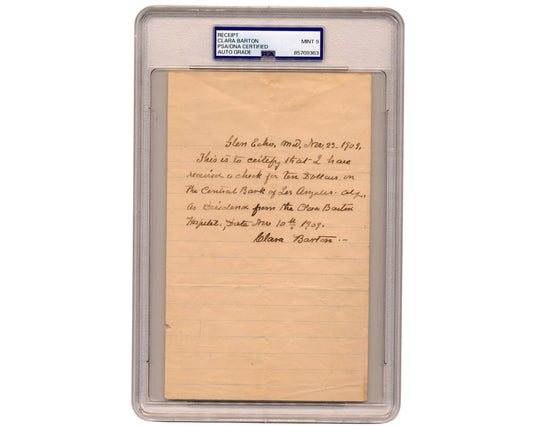 RECEIPT
CLARA BARTON
PSA/DNA CERTIFIED
AUTO GRADE
MINT 9
65709363
Glen Echo, Md, Nov. 23. 1909.
This is to certify that I have
received a check for ten Dollars, on
the Central Bank of Los Angeles. Cal.,
as dividend from the Clara Barton
Hospital, Date Nov 10th 1909.
Clara Barton.-